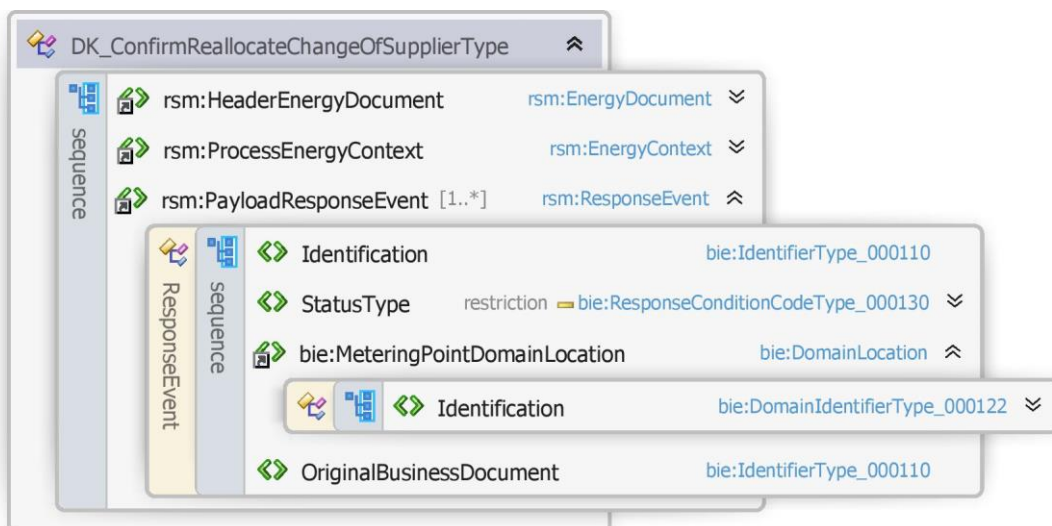 DK_ConfirmReallocateChangeOfSupplierType
sequence
rsm:HeaderEnergyDocument rsm:EnergyDocument
rsm:ProcessEnergyContext rsm:EnergyContext
rsm:PayloadResponseEvent [1..*] rsm:ResponseEvent
ResponseEvent
sequence
Identification bie:IdentifierType_000110
StatusType restriction bie:ResponseConditionCodeType_000130
bie:MeteringPointDomainLocation bie:DomainLocation
Identification bie:DomainIdentifierType_000122
OriginalBusinessDocument bie:IdentifierType_000110